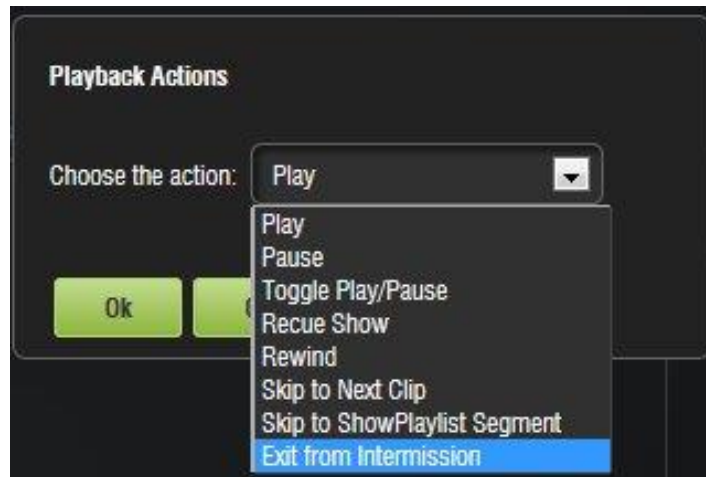 Playback Actions
Choose the action: Play
Play
Pause
Toggle Play/Pause
Recue Show
Rewind
Skip to Next Clip
Skip to ShowPlaylist Segment
Exit from Intermission
Ok